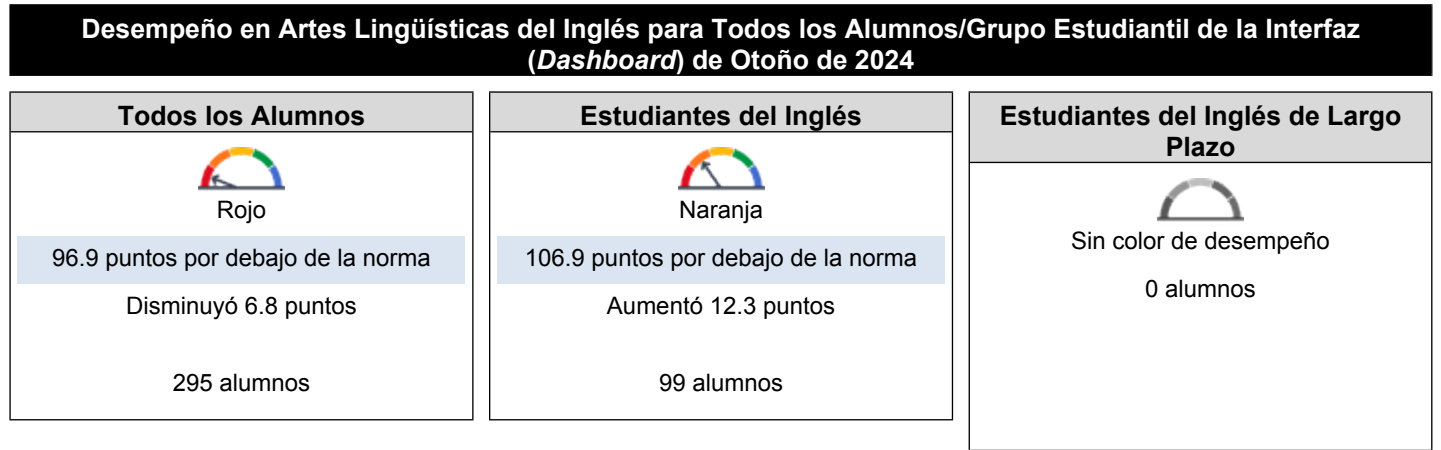 Desempeño en Artes Lingüísticas del Inglés para Todos los Alumnos/Grupo Estudiantil de la Interfaz
(Dashboard) de Otoño de 2024
Todos los Alumnos
Rojo
96.9 puntos por debajo de la norma
Disminuyó 6.8 puntos
295 alumnos
Estudiantes del Inglés
Naranja
106.9 puntos por debajo de la norma
Aumentó 12.3 puntos
99 alumnos
Estudiantes del Inglés de Largo
Plazo
Sin color de desempeño
0 alumnos